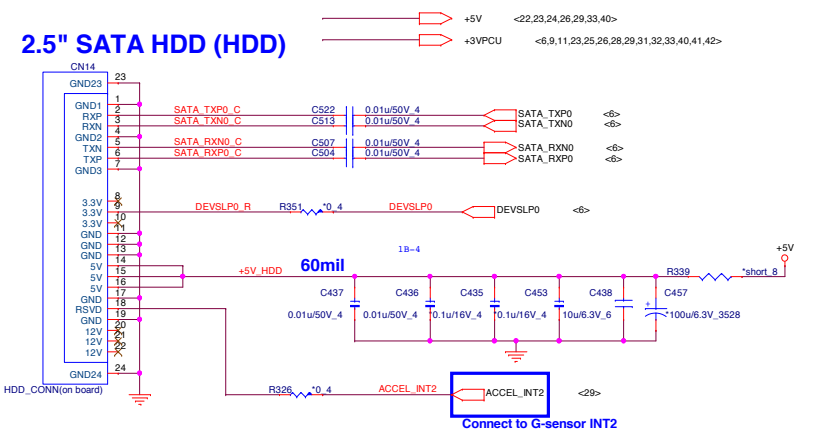 +5V <22,23,24,26,29,33,40>
2.5" SATA HDD (HDD)
+3VPCU <6,9,11,23,25,26,28,29,31,32,33,40,41,42>
CN14
GND23 23
GND1 1
RXP 2 SATA_TXP0_C C522 0.01u/50V_4 SATA_TXP0 <6>
RXN 3 SATA_TXN0_C C513 0.01u/50V_4 SATA_TXN0 <6>
GND2 4
TXN 5 SATA_RXN0_C C507 0.01u/50V_4 SATA_RXN0 <6>
TXP 6 SATA_RXP0_C C504 0.01u/50V_4 SATA_RXP0 <6>
GND3 7
3.3V 8
3.3V 9 DEVSLP0_R R351 *0_4 DEVSLP0 DEVSLP0 <6>
3.3V 10
GND 11
GND 12
GND 13
1B-4
5V 14
5V 15 +5V_HDD 60mil R339 *short_8 +5V
5V 16
GND 17
C437 C436 C435 C453 C438 C457
RSVD 18
0.01u/50V_4 0.01u/50V_4 *0.1u/16V_4 *0.1u/16V_4 10u/6.3V_6 + *100u/6.3V_3528
GND 19
12V 20
12V 21
12V 22
GND24 24
HDD_CONN(on board)
R326 *0_4 ACCEL_INT2 ACCEL_INT2 <29>
Connect to G-sensor INT2